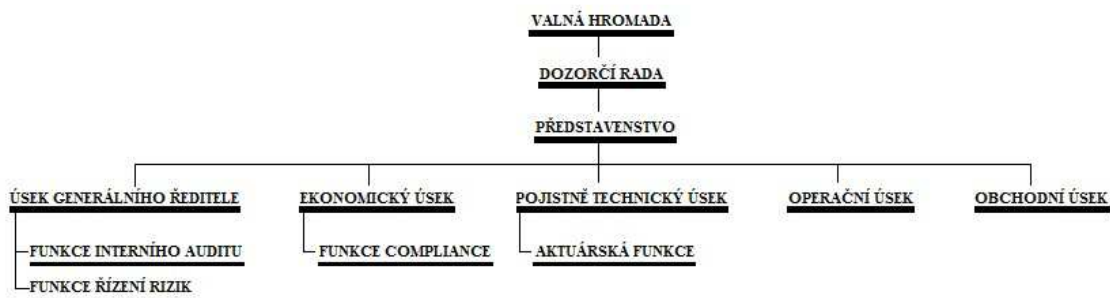 VALNÁ HROMADA
DOZORČÍ RADA
PŘEDSTAVENSTVO
ÚSEK GENERÁLNÍHO ŘEDITELE
EKONOMICKÝ ÚSEK
POJISTNĚ TECHNICKÝ ÚSEK
OPERAČNÍ ÚSEK
OBCHODNÍ ÚSEK
FUNKCE INTERNÍHO AUDITU
FUNKCE COMPLIANCE
AKTUÁRSKÁ FUNKCE
FUNKCE ŘÍZENÍ RIZIK